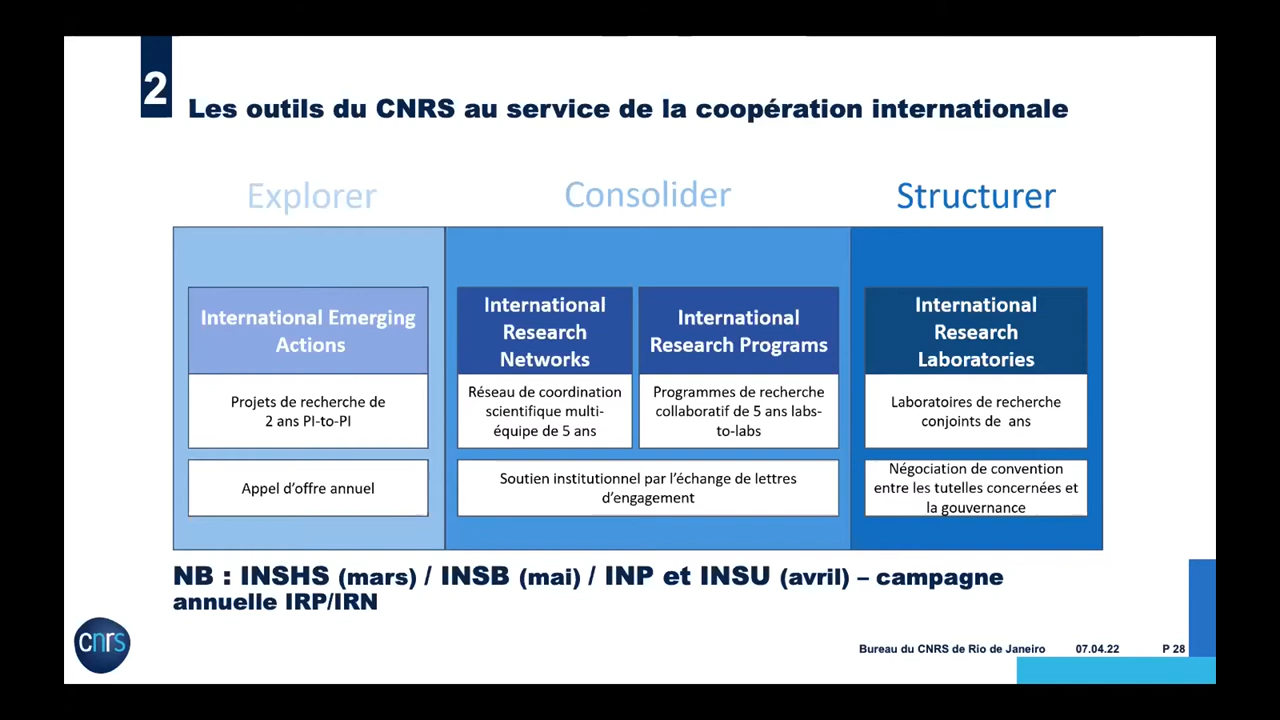 2
Les outils du CNRS au service de la coopération internationale
Explorer
Consolider
Structurer
International Emerging
Actions
Projets de recherche de
2 ans PI-to-PI
Appel d'offre annuel
International
Research
Networks
Réseau de coordination
scientifique multi-
équipe de 5 ans
International
Research Programs
Programmes de recherche
collaboratif de 5 ans labs-
to-labs
Soutien institutionnel par l'échange de lettres
d'engagement
International
Research
Laboratories
Laboratoires de recherche
conjoints de  ans
Négociation de convention
entre les tutelles concernées et
la gouvernance
NB : INSHS (mars) / INSB (mai) / INP et INSU (avril) – campagne
annuelle IRP/IRN
cnrs
Bureau du CNRS de Rio de Janeiro 07.04.22 P 28